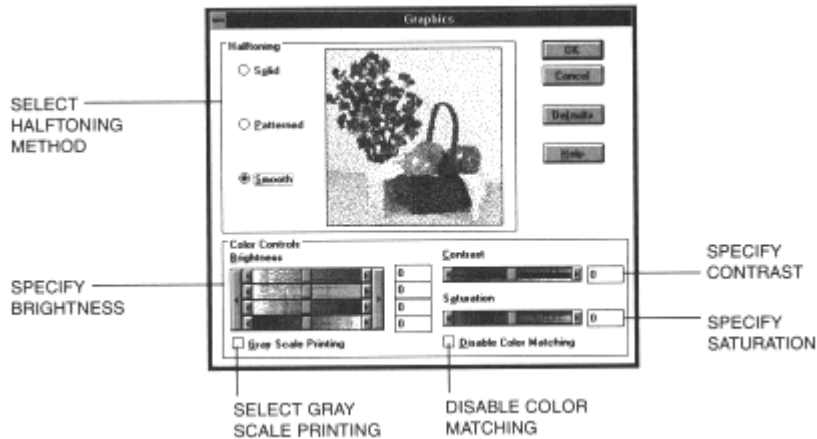 Graphics
Halftoning
Solid
Patterned
Smooth
OK
Cancel
Defaults
Help
SELECT
HALFTONING
METHOD
Color Controls
Brightness
0
0
0
0
Gray Scale Printing
Contrast
0
Saturation
0
Disable Color Matching
SPECIFY
BRIGHTNESS
SPECIFY
CONTRAST
SPECIFY
SATURATION
SELECT GRAY
SCALE PRINTING
DISABLE COLOR
MATCHING